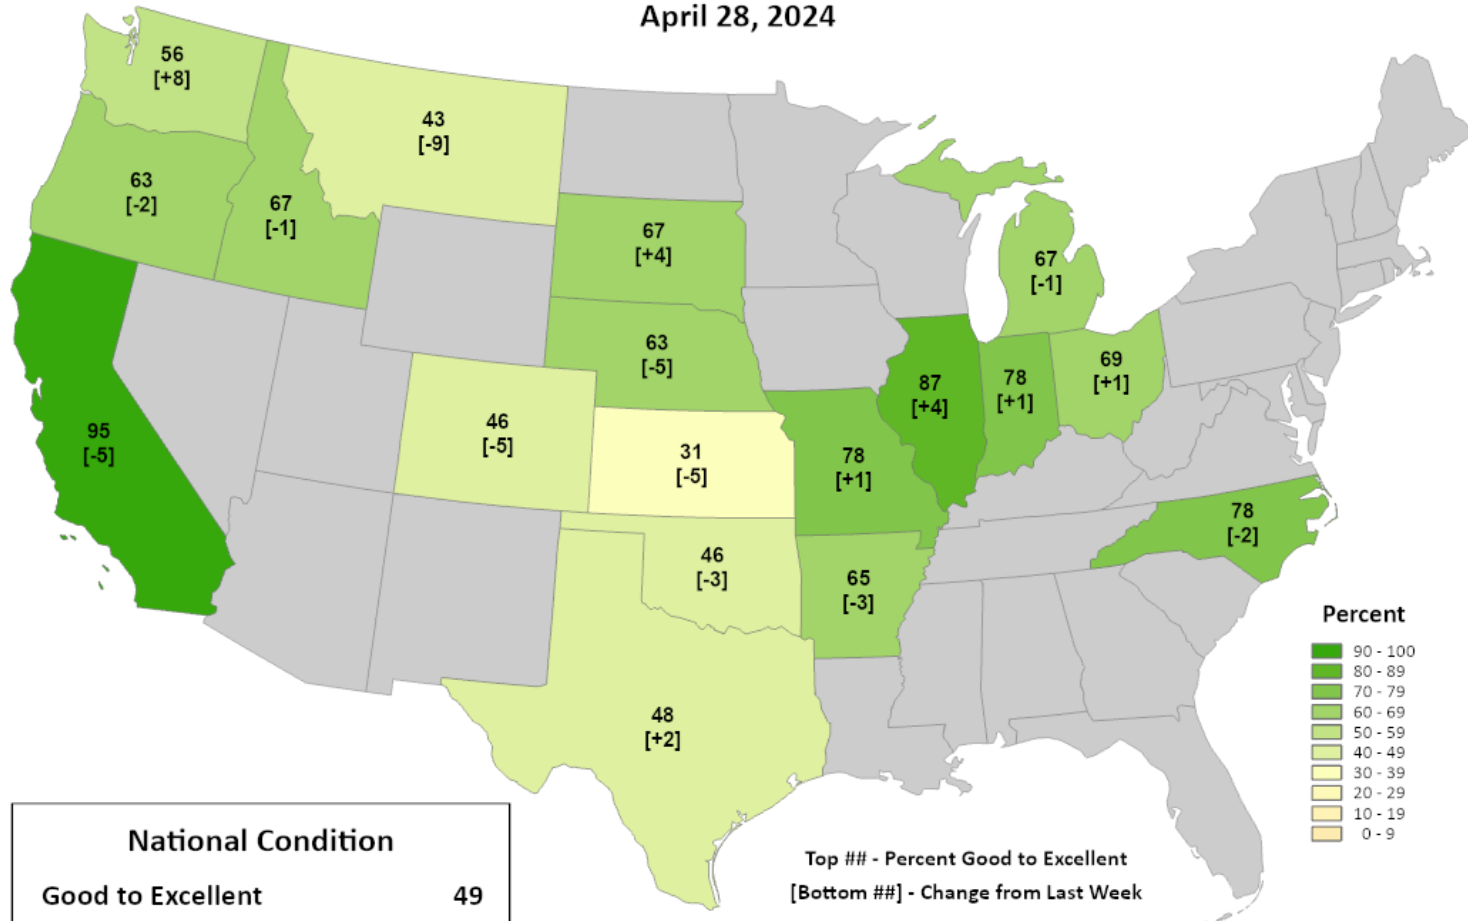 April 28, 2024
56
[+8]
43
[-9]
63
[-2]
67
[-1]
67
[+4]
67
[-1]
63
[-5]
69
[+1]
78
[+1]
87
[+4]
46
[-5]
95
[-5]
31
[-5]
78
[+1]
78
[-2]
46
[-3]
65
[-3]
48
[+2]
Percent
90 - 100
80 - 89
70 - 79
60 - 69
50 - 59
40 - 49
30 - 39
20 - 29
10 - 19
0 - 9
National Condition
Good to Excellent 49
Top ## - Percent Good to Excellent
[Bottom ##] - Change from Last Week